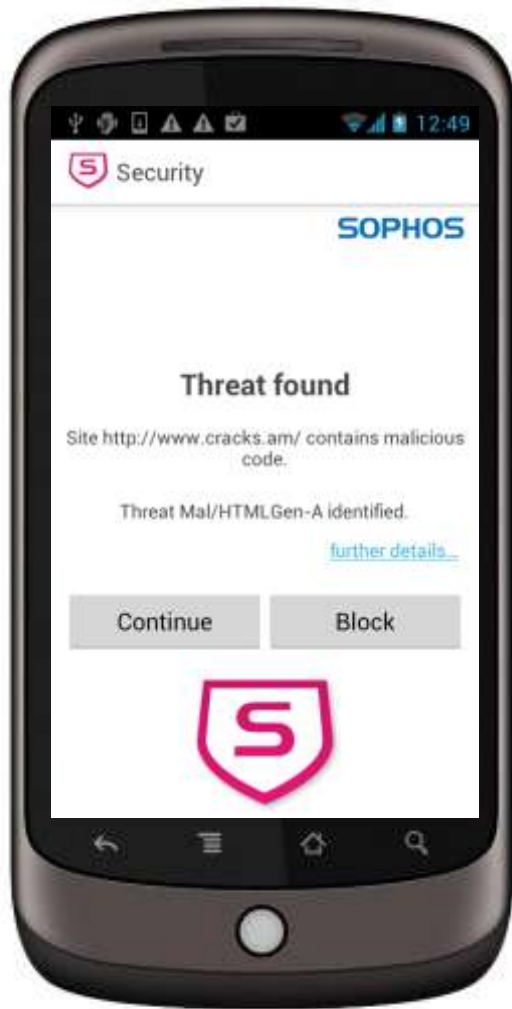 12:49
S Security
SOPHOS
Threat found
Site http://www.cracks.am/ contains malicious
code.
Threat Mal/HTMLGen-A identified.
further details...
Continue Block
S